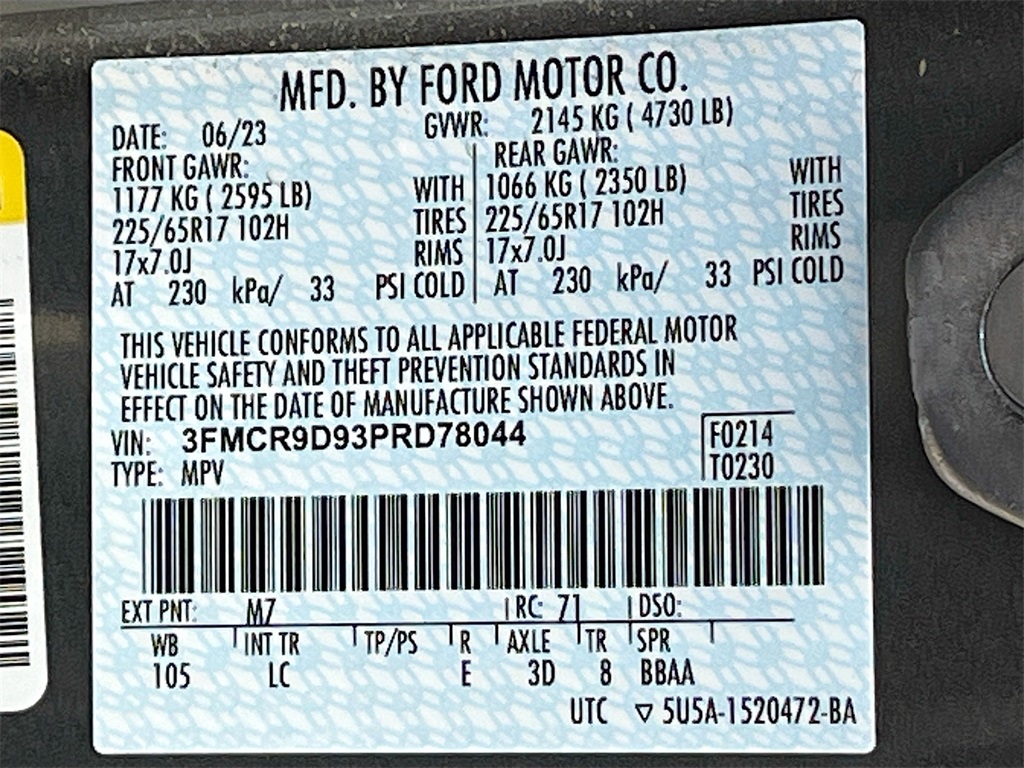 MFD. BY FORD MOTOR CO.
DATE: 06/23 GVWR: 2145 KG ( 4730 LB)
FRONT GAWR: REAR GAWR:
1177 KG ( 2595 LB) WITH 1066 KG ( 2350 LB) WITH
225/65R17 102H TIRES 225/65R17 102H TIRES
17x7.0J RIMS 17x7.0J RIMS
AT 230 kPa/ 33 PSI COLD AT 230 kPa/ 33 PSI COLD
THIS VEHICLE CONFORMS TO ALL APPLICABLE FEDERAL MOTOR
VEHICLE SAFETY AND THEFT PREVENTION STANDARDS IN
EFFECT ON THE DATE OF MANUFACTURE SHOWN ABOVE.
VIN: 3FMCR9D93PRD78044 F0214
TYPE: MPV T0230
EXT PNT: M7 RC: 71 DSO:
WB INT TR TP/PS R AXLE TR SPR
105 LC E 3D 8 BBAA
UTC ▽ 5U5A-1520472-BA